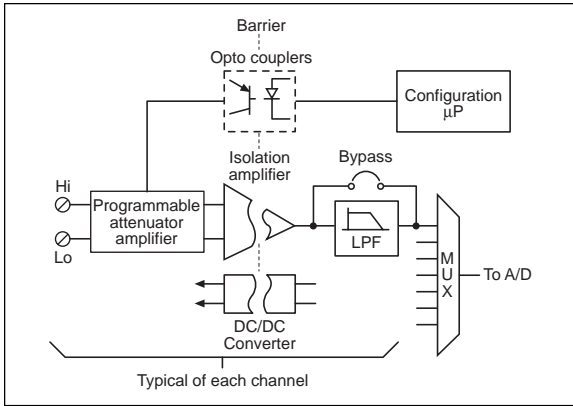 Barrier
Opto couplers
Configuration
μP
Isolation
amplifier
Bypass
Hi
Programmable
attenuator
amplifier
Lo
LPF
MUX
To A/D
DC/DC
Converter
Typical of each channel